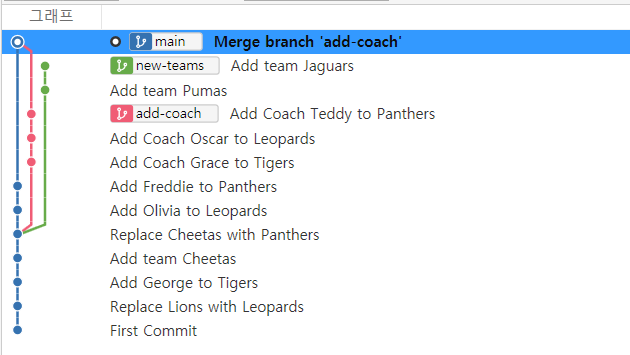 그래프
main Merge branch 'add-coach'
new-teams Add team Jaguars
Add team Pumas
add-coach Add Coach Teddy to Panthers
Add Coach Oscar to Leopards
Add Coach Grace to Tigers
Add Freddie to Panthers
Add Olivia to Leopards
Replace Cheetas with Panthers
Add team Cheetas
Add George to Tigers
Replace Lions with Leopards
First Commit